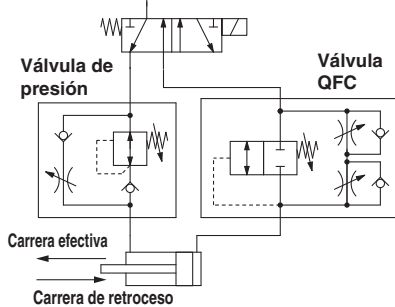 Válvula de
presión
Válvula
QFC
Carrera efectiva
Carrera de retroceso